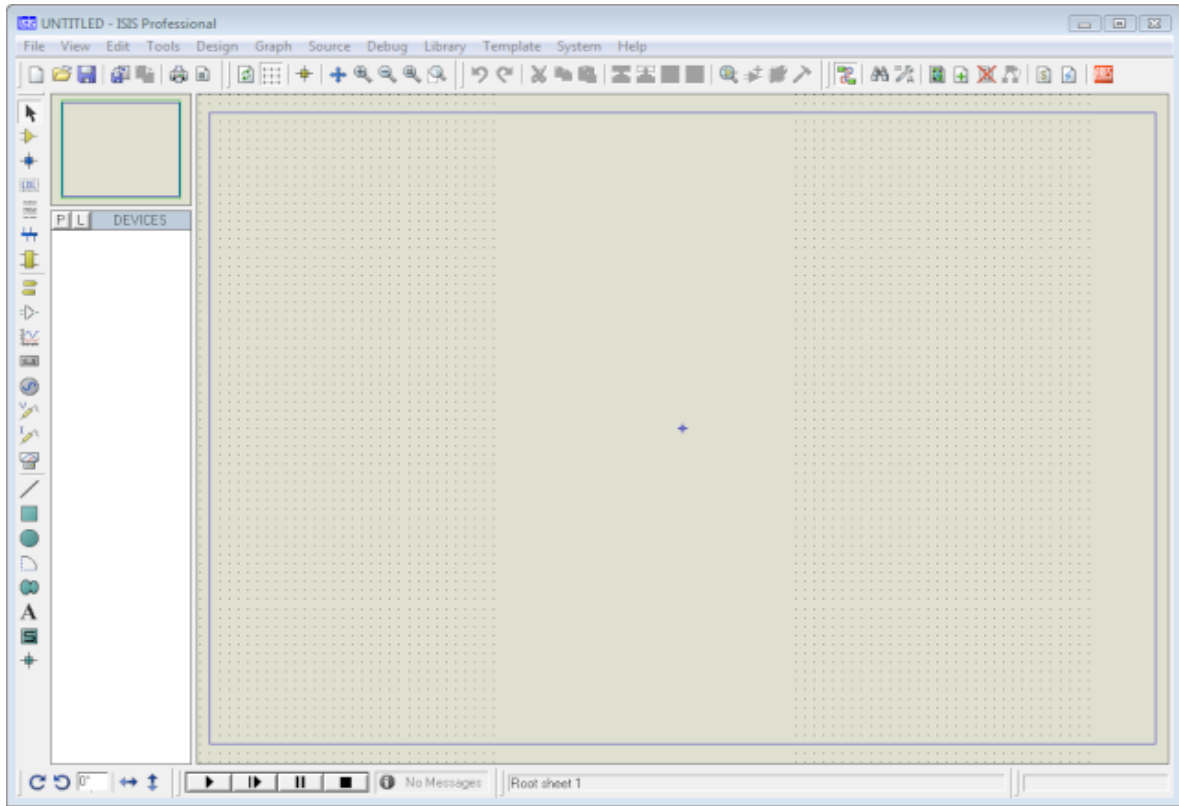 UNTITLED - ISIS Professional
File View Edit Tools Design Graph Source Debug Library Template System Help
P L DEVICES
A
0°
No Messages
Root sheet 1